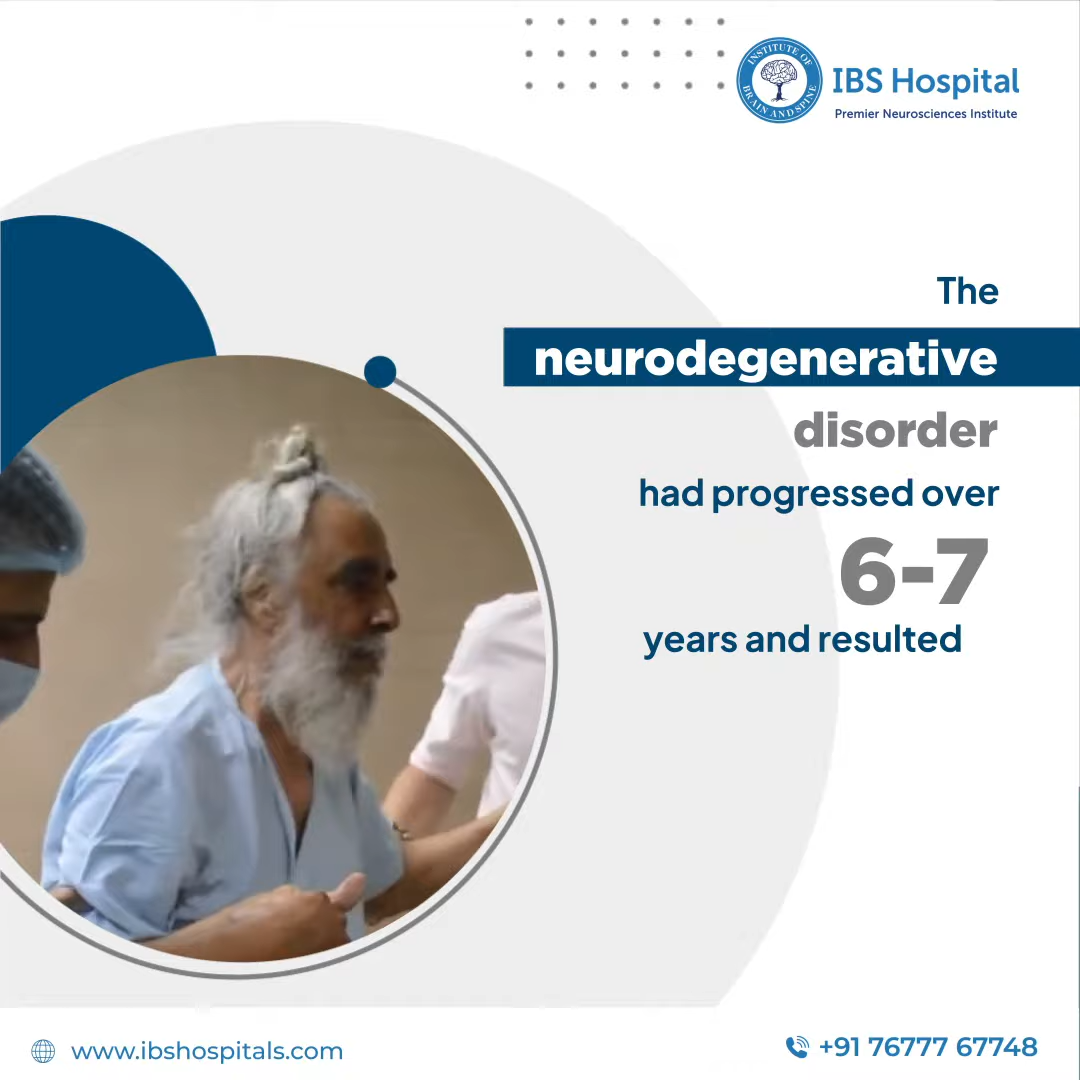 INSTITUTE OF
BRAIN AND SPINE
IBS Hospital
Premier Neurosciences Institute
The
neurodegenerative
disorder
had progressed over
6-7
years and resulted
www.ibshospitals.com
+91 76777 67748